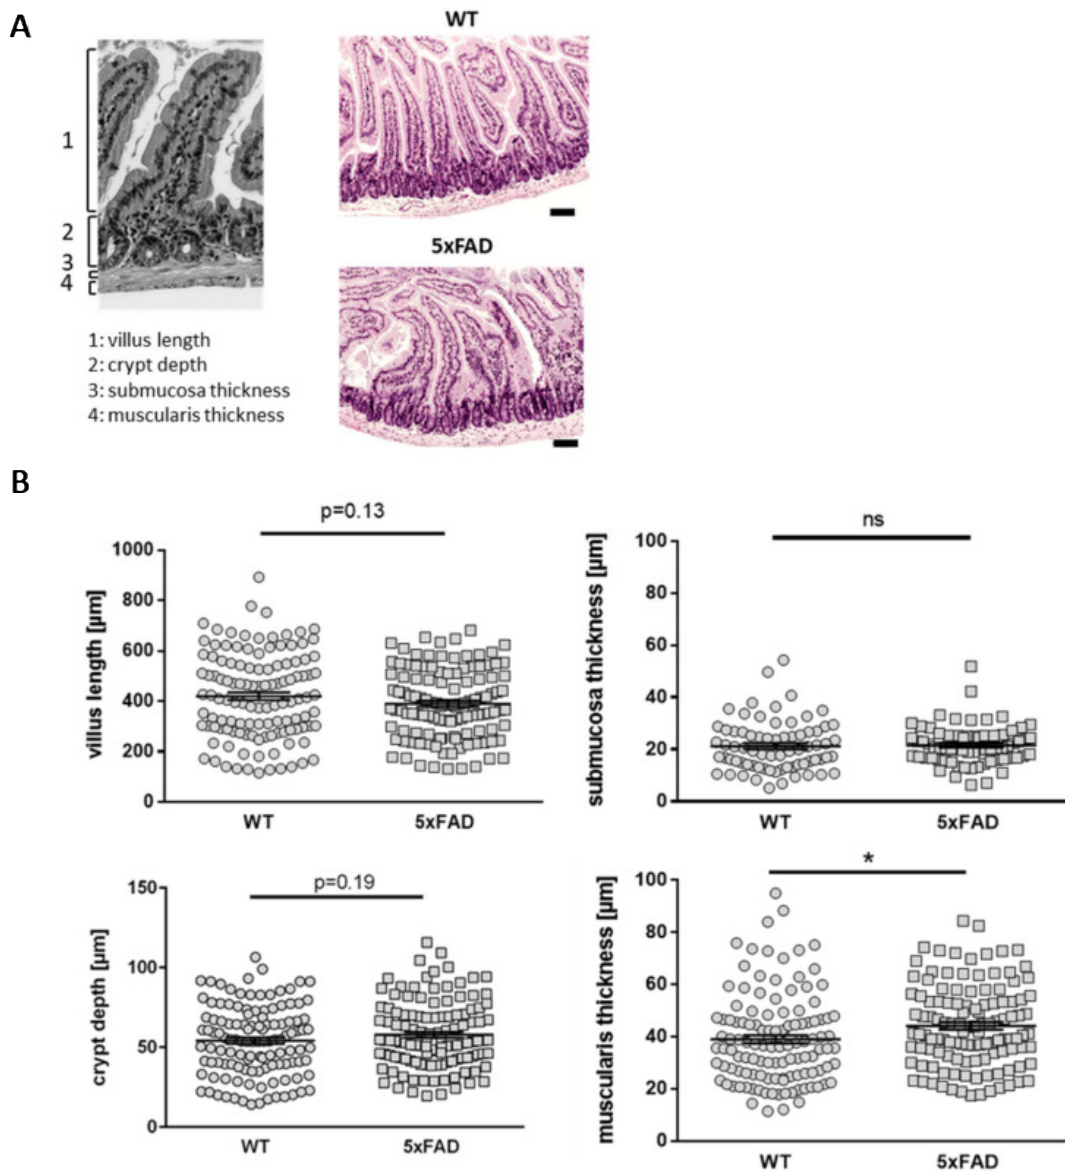 A
WT
1
2
3
4
5xFAD
1: villus length
2: crypt depth
3: submucosa thickness
4: muscularis thickness
B
p=0.13
villus length [µm]
1000
800
600
400
200
0
WT
5xFAD
ns
submucosa thickness [µm]
100
80
60
40
20
0
WT
5xFAD
p=0.19
crypt depth [µm]
150
100
50
0
WT
5xFAD
*
muscularis thickness [µm]
100
80
60
40
20
0
WT
5xFAD